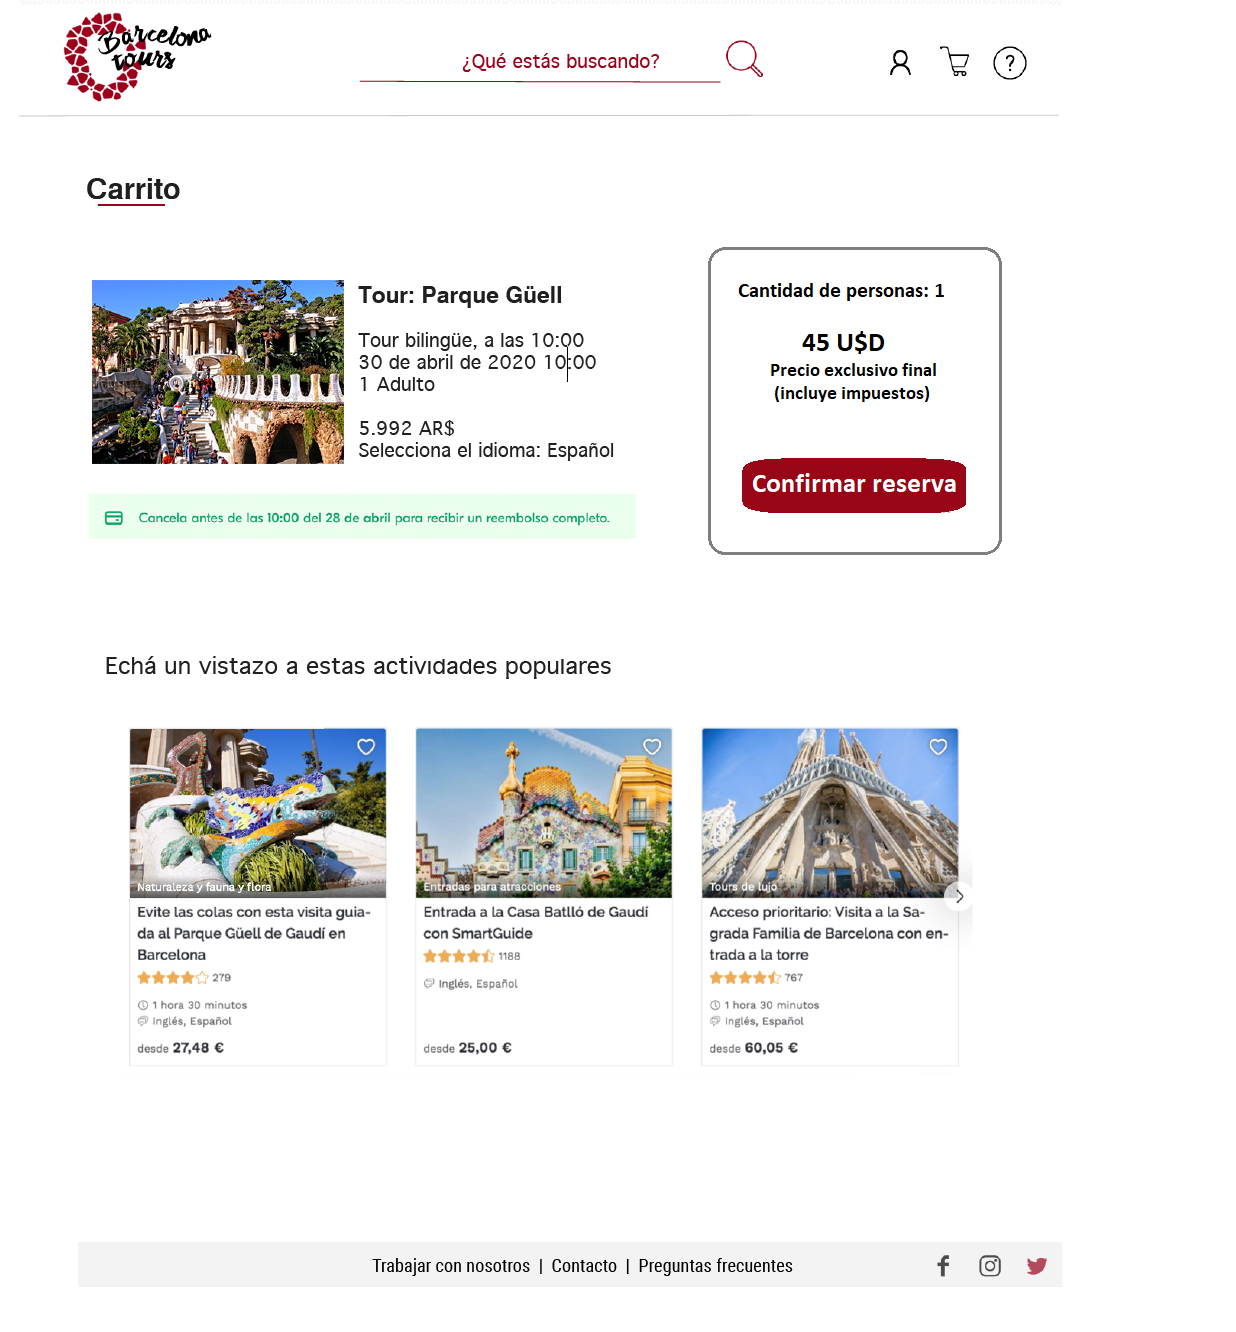 Barcelona
tours
¿Qué estás buscando?
?
Carrito
Tour: Parque Güell
Tour bilingüe, a las 10:00
30 de abril de 2020 10:00
1 Adulto
5.992 AR$
Selecciona el idioma: Español
Cancela antes de las 10:00 del 28 de abril para recibir un reembolso completo.
Cantidad de personas: 1
45 U$D
Precio exclusivo final
(incluye impuestos)
Confirmar reserva
Echá un vistazo a estas actividades populares
Naturaleza y fauna y flora
Evite las colas con esta visita guia-
da al Parque Güell de Gaudí en
Barcelona
279
1 hora 30 minutos
Inglés, Español
desde 27,48 €
Entradas para atracciones
Entrada a la Casa Batlló de Gaudí
con SmartGuide
1188
Inglés, Español
desde 25,00 €
Tours de lujo
Acceso prioritario: Visita a la Sa-
grada Familia de Barcelona con en-
trada a la torre
767
1 hora 30 minutos
Inglés, Español
desde 60,05 €
Trabajar con nosotros | Contacto | Preguntas frecuentes